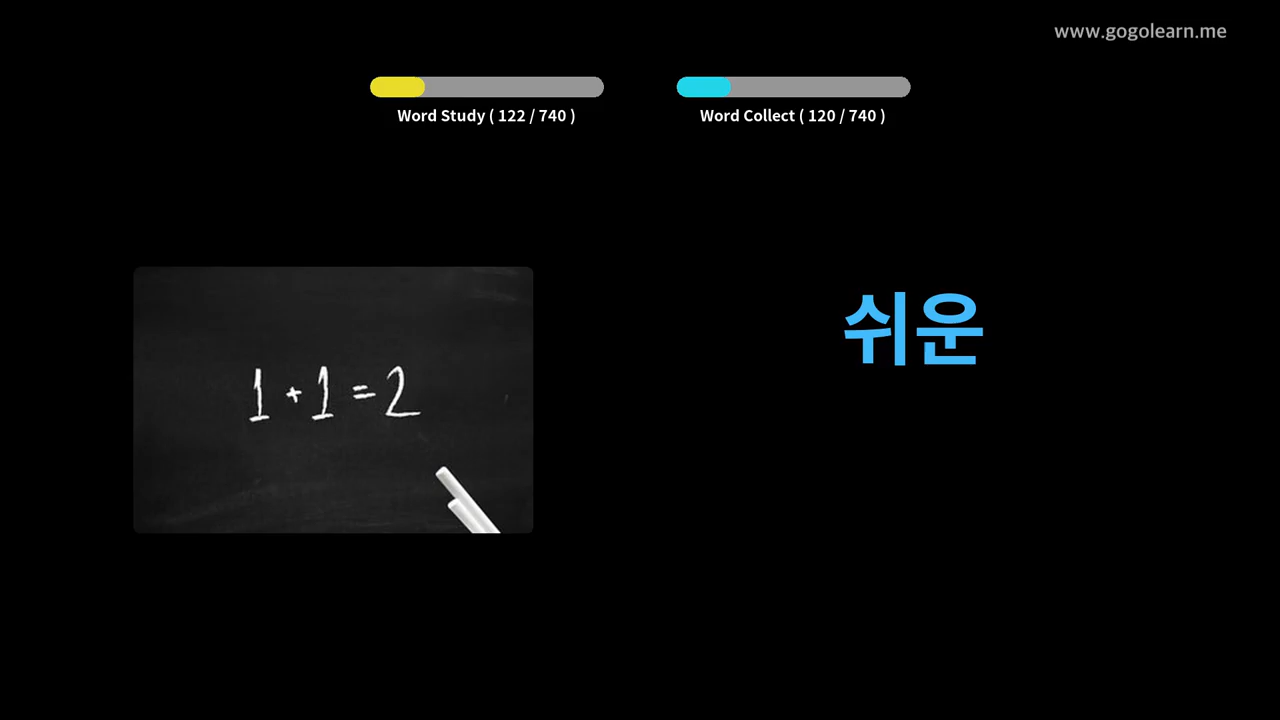 www.gogolearn.me
Word Study ( 122 / 740 )
Word Collect ( 120 / 740 )
1 + 1 = 2
쉬운